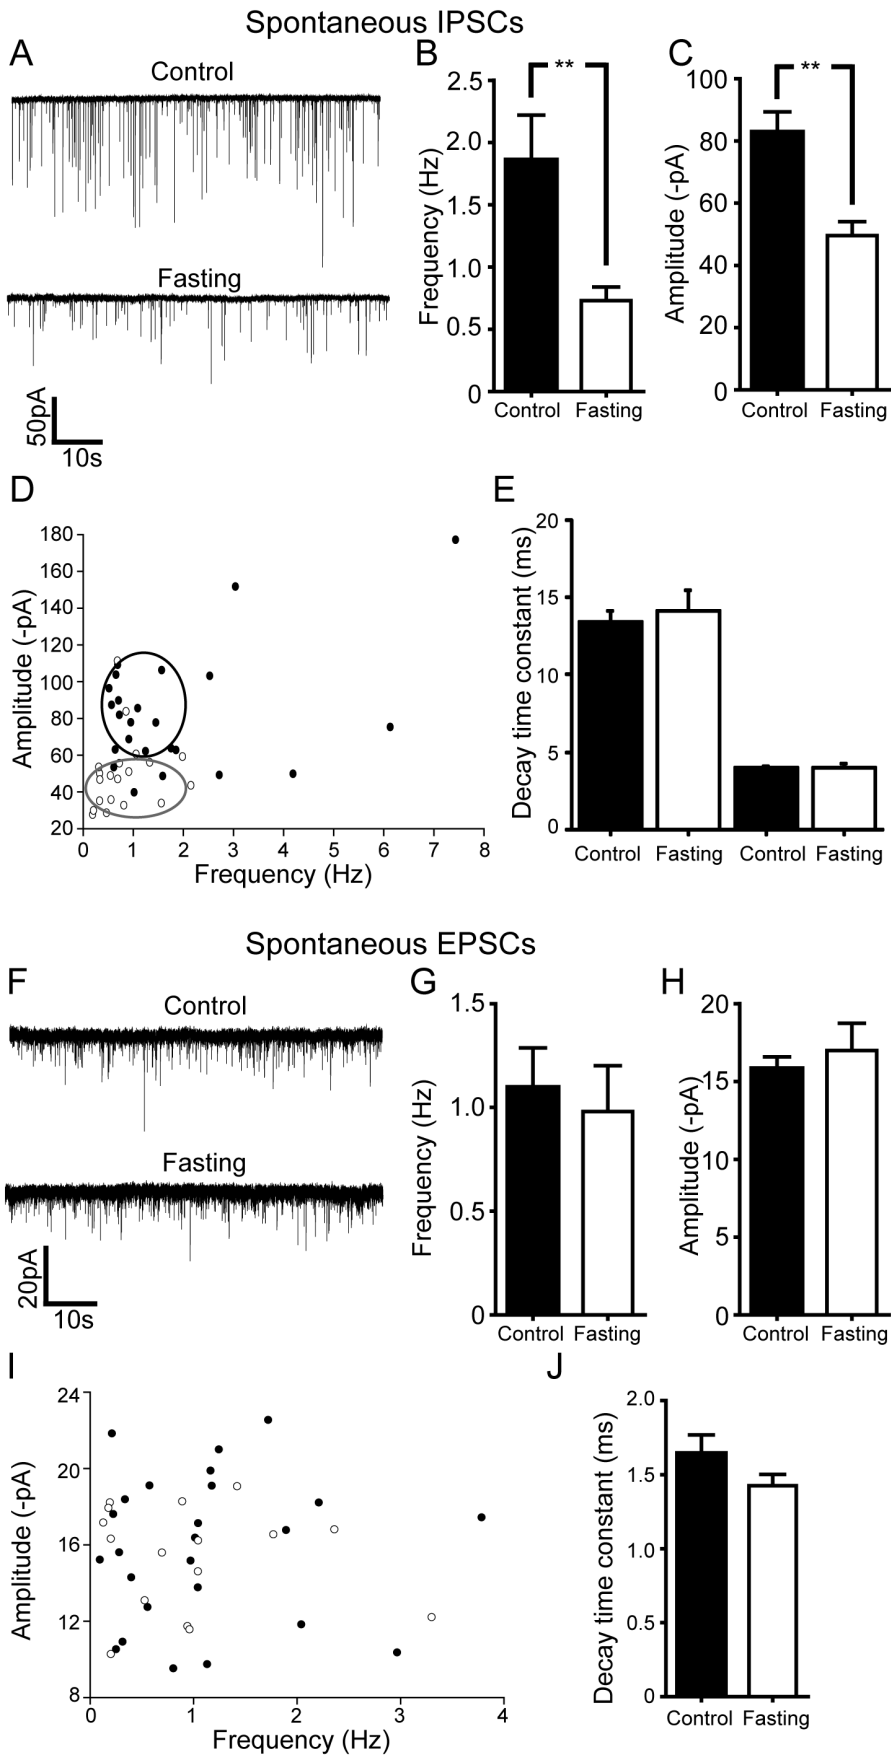 Spontaneous IPSCs
A
Control
Fasting
50pA
10s
B
**
Frequency (Hz)
2.5
2.0
1.5
1.0
0.5
0
Control Fasting
C
**
Amplitude (-pA)
100
80
60
40
20
0
Control Fasting
D
Amplitude (-pA)
180
160
140
120
100
80
60
40
20
0 1 2 3 4 5 6 7 8
Frequency (Hz)
E
Decay time constant (ms)
20
15
10
5
0
Control Fasting Control Fasting
Spontaneous EPSCs
F
Control
Fasting
20pA
10s
G
Frequency (Hz)
1.5
1.0
0.5
0
Control Fasting
H
Amplitude (-pA)
20
15
10
5
0
Control Fasting
I
Amplitude (-pA)
24
20
16
12
8
0 1 2 3 4
Frequency (Hz)
J
Decay time constant (ms)
2.0
1.5
1.0
0.5
0
Control Fasting